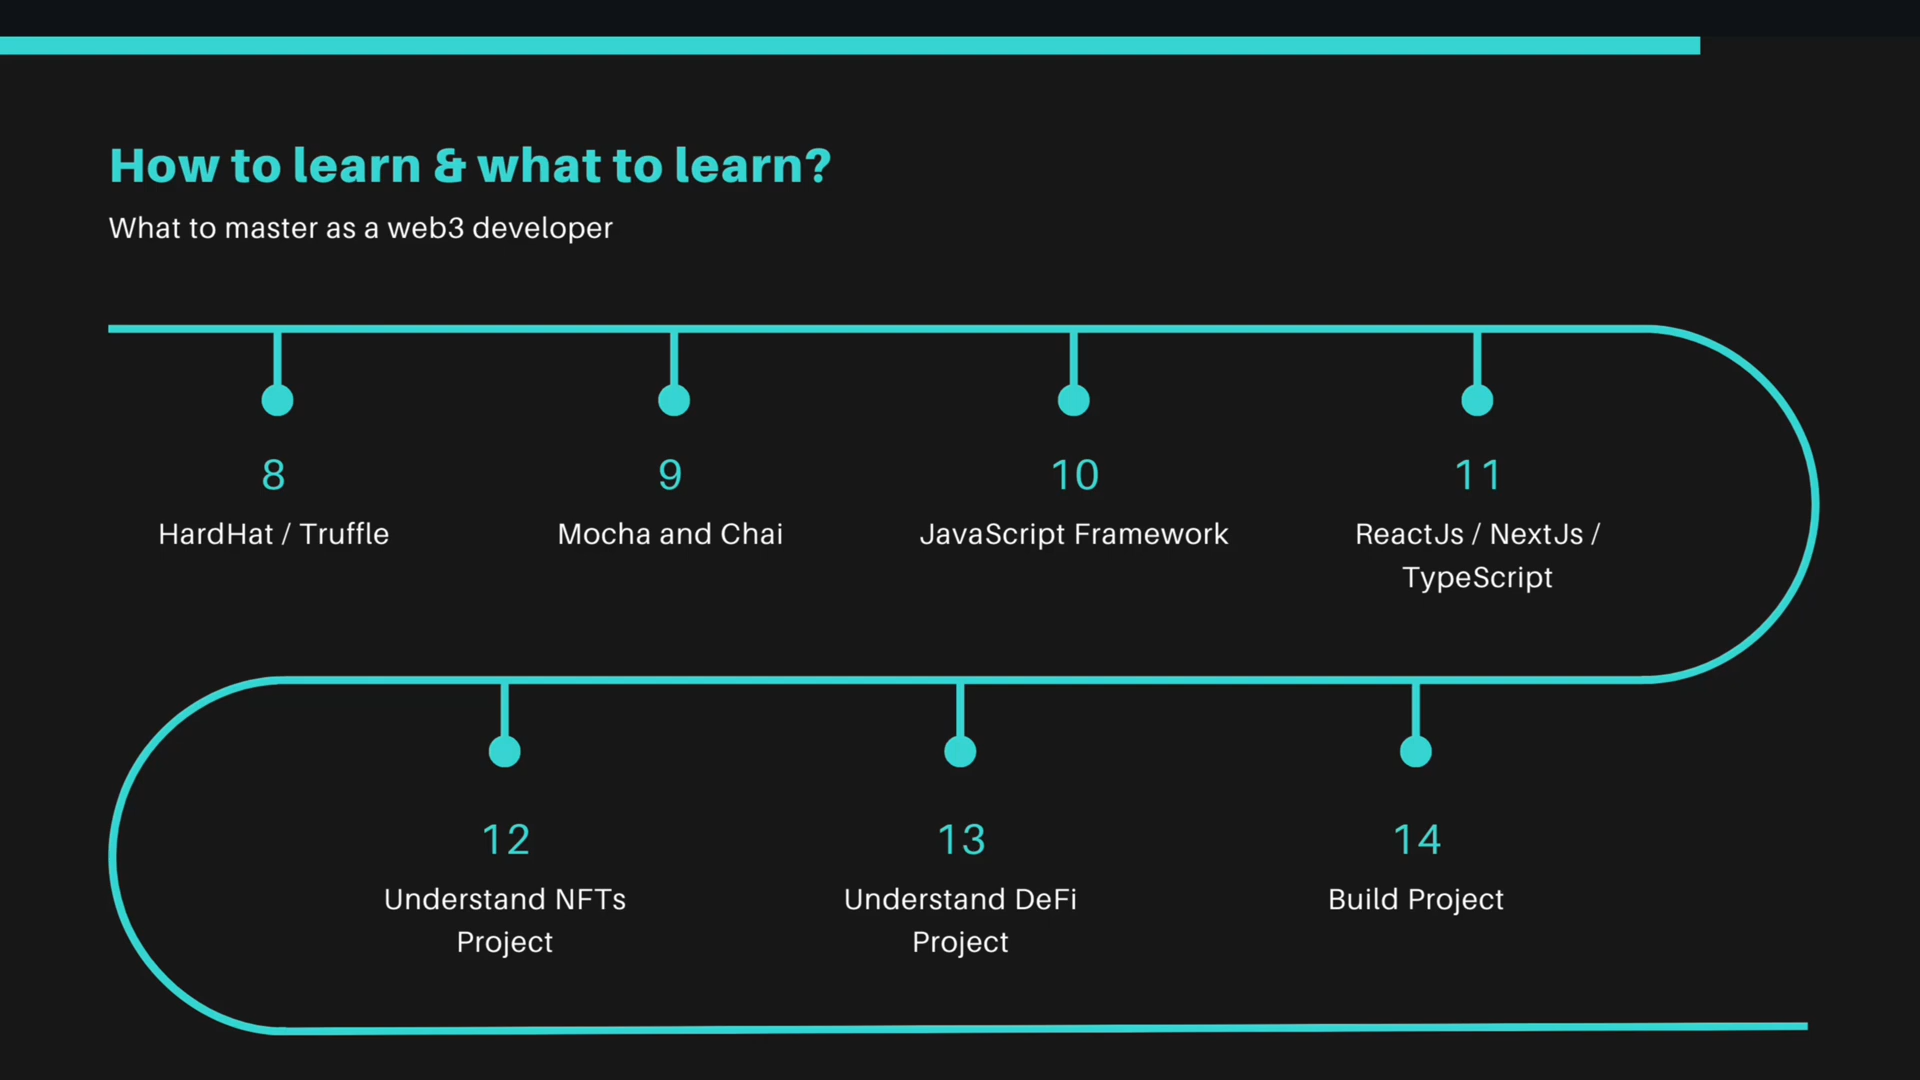 How to learn & what to learn?
What to master as a web3 developer
8
HardHat / Truffle
9
Mocha and Chai
10
JavaScript Framework
11
ReactJs / NextJs /
TypeScript
12
Understand NFTs
Project
13
Understand DeFi
Project
14
Build Project